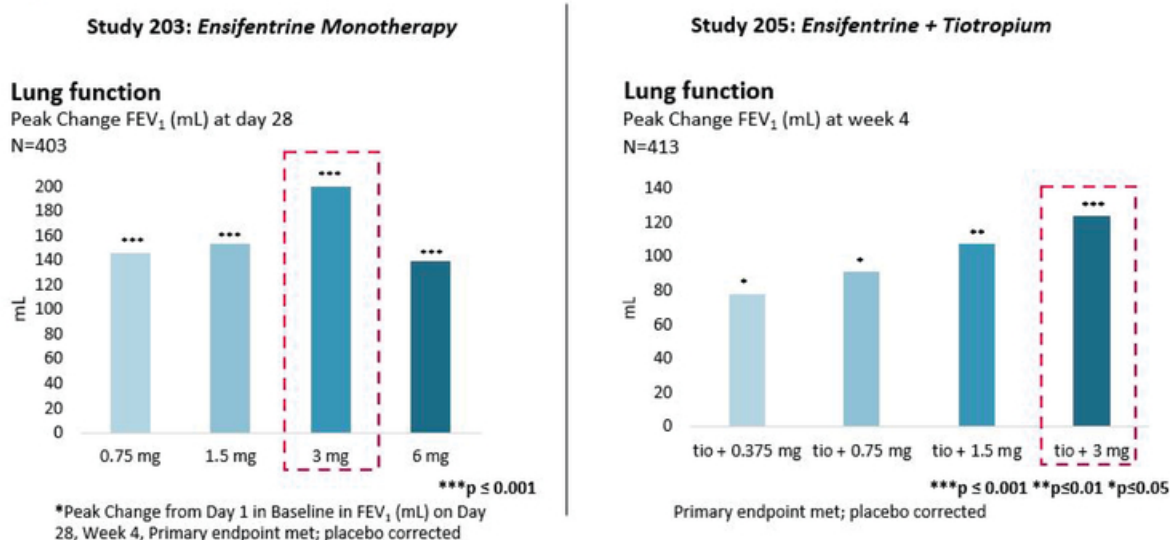 Study 203: Ensifentrine Monotherapy
Lung function
Peak Change FEV₁ (mL) at day 28
N=403
200
180
160
140
120
100
80
60
40
20
0
mL
***
***
***
***
0.75 mg
1.5 mg
3 mg
6 mg
***p ≤ 0.001
*Peak Change from Day 1 in Baseline in FEV₁ (mL) on Day
28, Week 4, Primary endpoint met; placebo corrected
Study 205: Ensifentrine + Tiotropium
Lung function
Peak Change FEV₁ (mL) at week 4
N=413
140
120
100
80
60
40
20
0
mL
*
*
**
***
tio + 0.375 mg
tio + 0.75 mg
tio + 1.5 mg
tio + 3 mg
***p ≤ 0.001 **p≤0.01 *p≤0.05
Primary endpoint met; placebo corrected